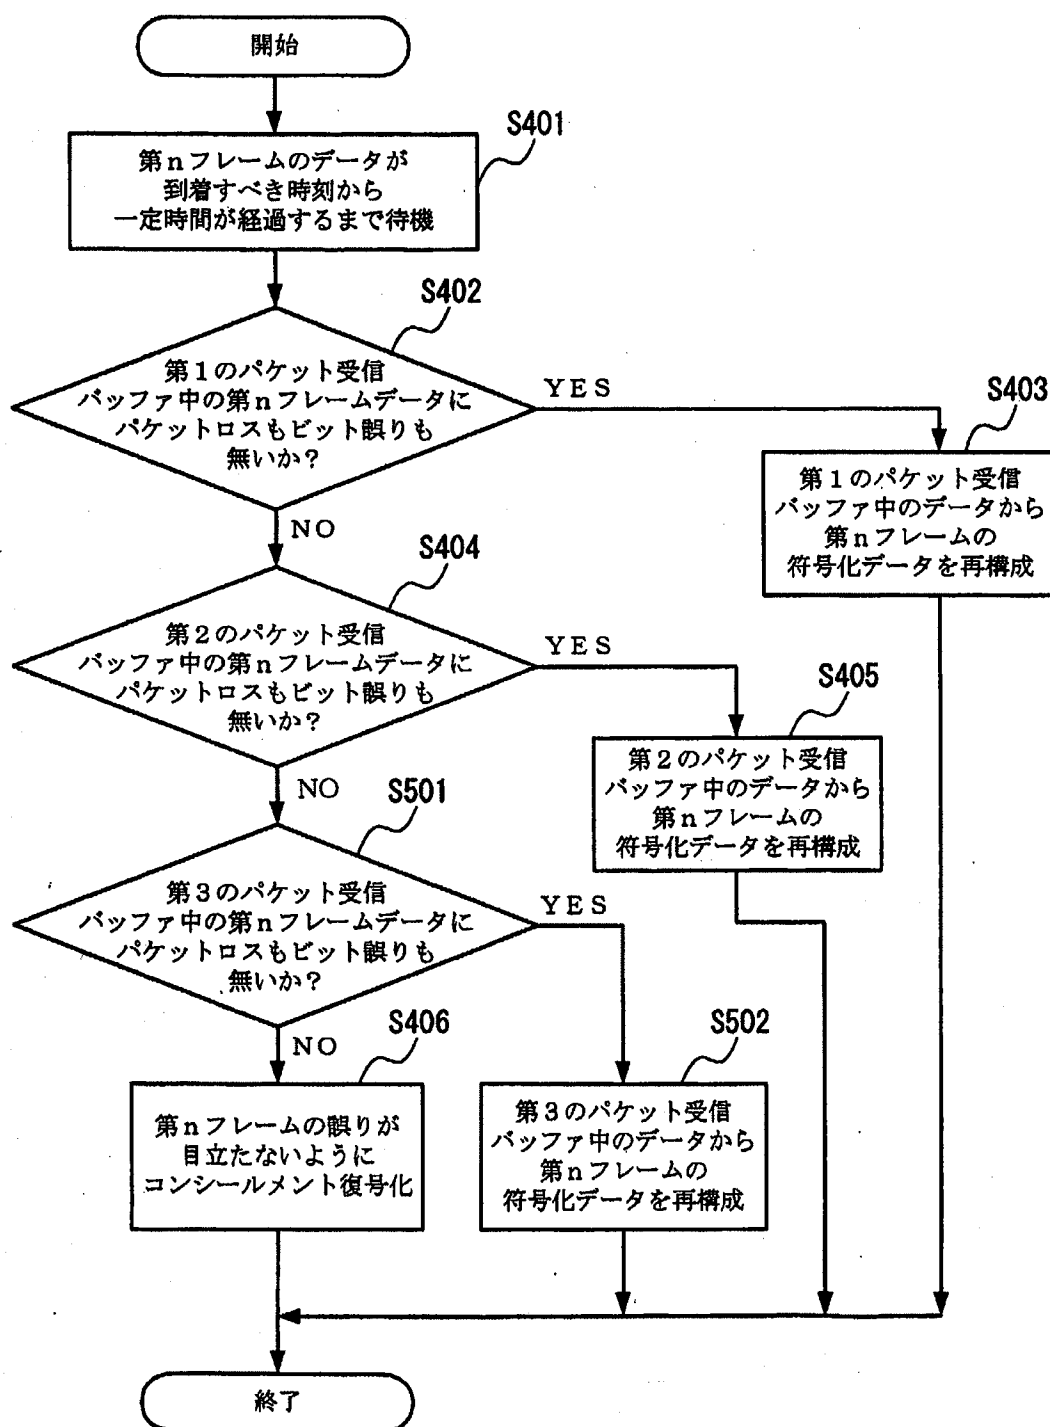 開始
S401
第nフレームのデータが
到着すべき時刻から
一定時間が経過するまで待機
S402
第1のパケット受信
バッファ中の第nフレームデータに
パケットロスもビット誤りも
無いか?
YES
NO
S403
第1のパケット受信
バッファ中のデータから
第nフレームの
符号化データを再構成
S404
第2のパケット受信
バッファ中の第nフレームデータに
パケットロスもビット誤りも
無いか?
YES
NO
S405
第2のパケット受信
バッファ中のデータから
第nフレームの
符号化データを再構成
S501
第3のパケット受信
バッファ中の第nフレームデータに
パケットロスもビット誤りも
無いか?
YES
NO
S406
第nフレームの誤りが
目立たないように
コンシールメント復号化
S502
第3のパケット受信
バッファ中のデータから
第nフレームの
符号化データを再構成
終了